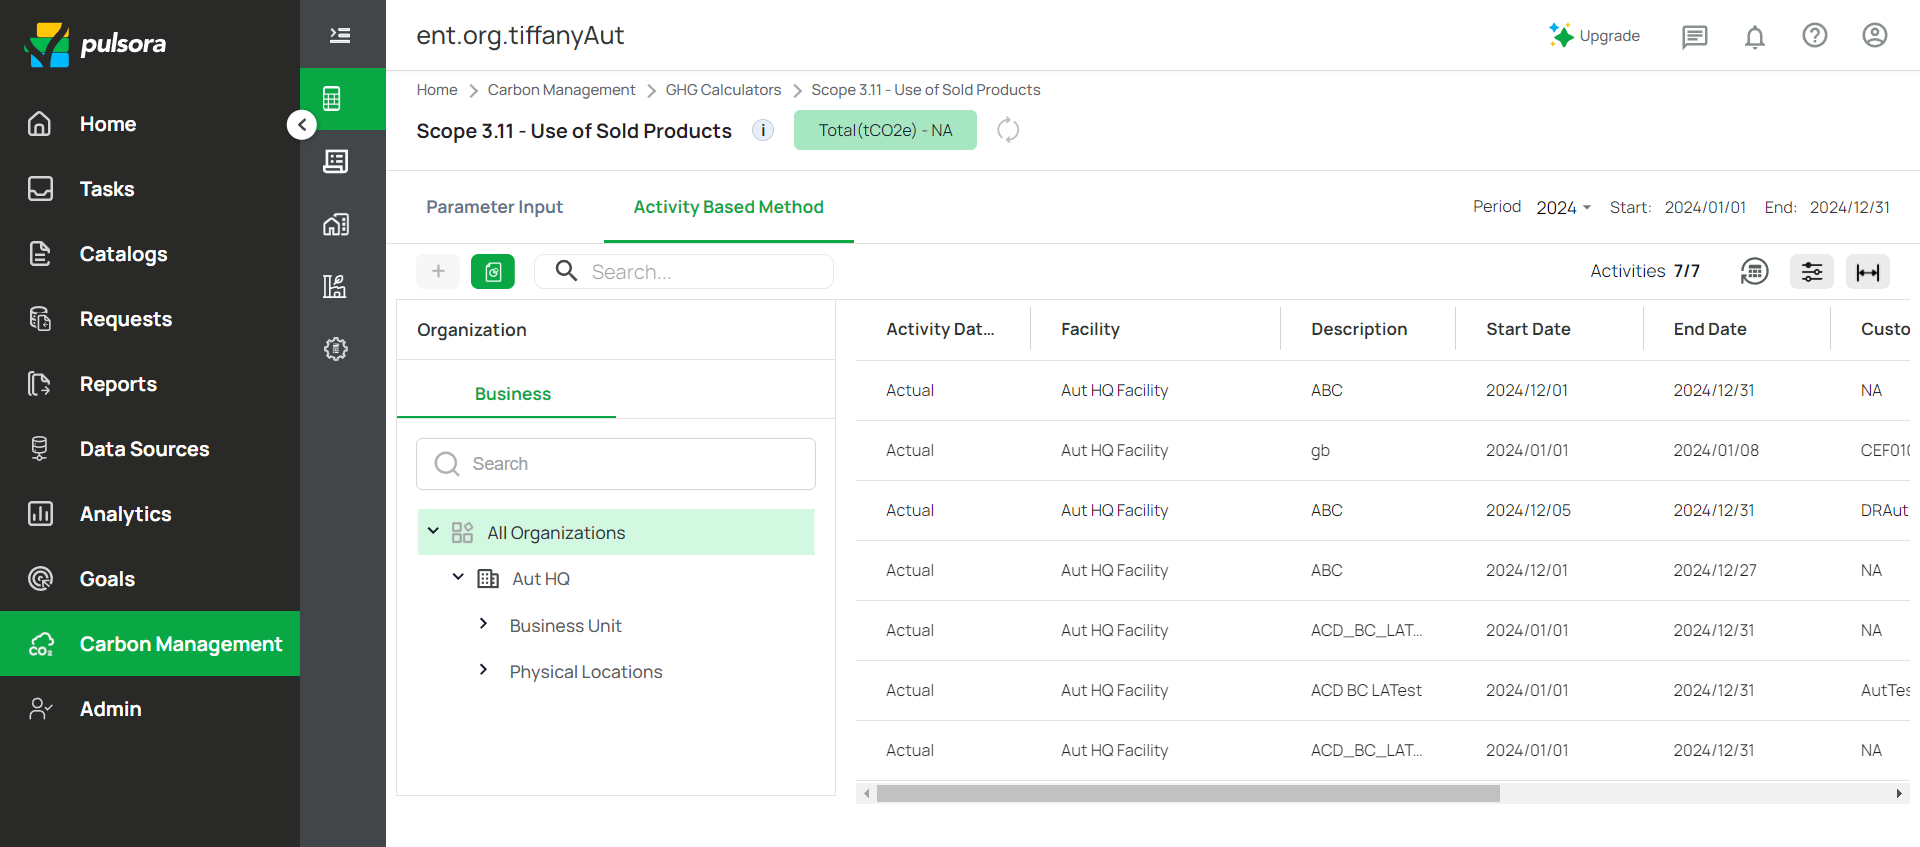 pulsora
Home
Tasks
Catalogs
Requests
Reports
Data Sources
Analytics
Goals
Carbon Management
Admin
ent.org.tiffanyAut
Upgrade
Home > Carbon Management > GHG Calculators > Scope 3.11 - Use of Sold Products
Scope 3.11 - Use of Sold Products
Total(tCO2e) - NA
Parameter Input
Activity Based Method
Period 2024 Start: 2024/01/01 End: 2024/12/31
Search...
Activities 7/7
Organization
Business
Search
All Organizations
Aut HQ
Business Unit
Physical Locations
Activity Dat... Facility Description Start Date End Date Custo
Actual Aut HQ Facility ABC 2024/12/01 2024/12/31 NA
Actual Aut HQ Facility gb 2024/01/01 2024/01/08 CEF010
Actual Aut HQ Facility ABC 2024/12/05 2024/12/31 DRAut
Actual Aut HQ Facility ABC 2024/12/01 2024/12/27 NA
Actual Aut HQ Facility ACD_BC_LAT... 2024/01/01 2024/12/31 NA
Actual Aut HQ Facility ACD BC LATest 2024/01/01 2024/12/31 AutTes
Actual Aut HQ Facility ACD_BC_LAT... 2024/01/01 2024/12/31 NA